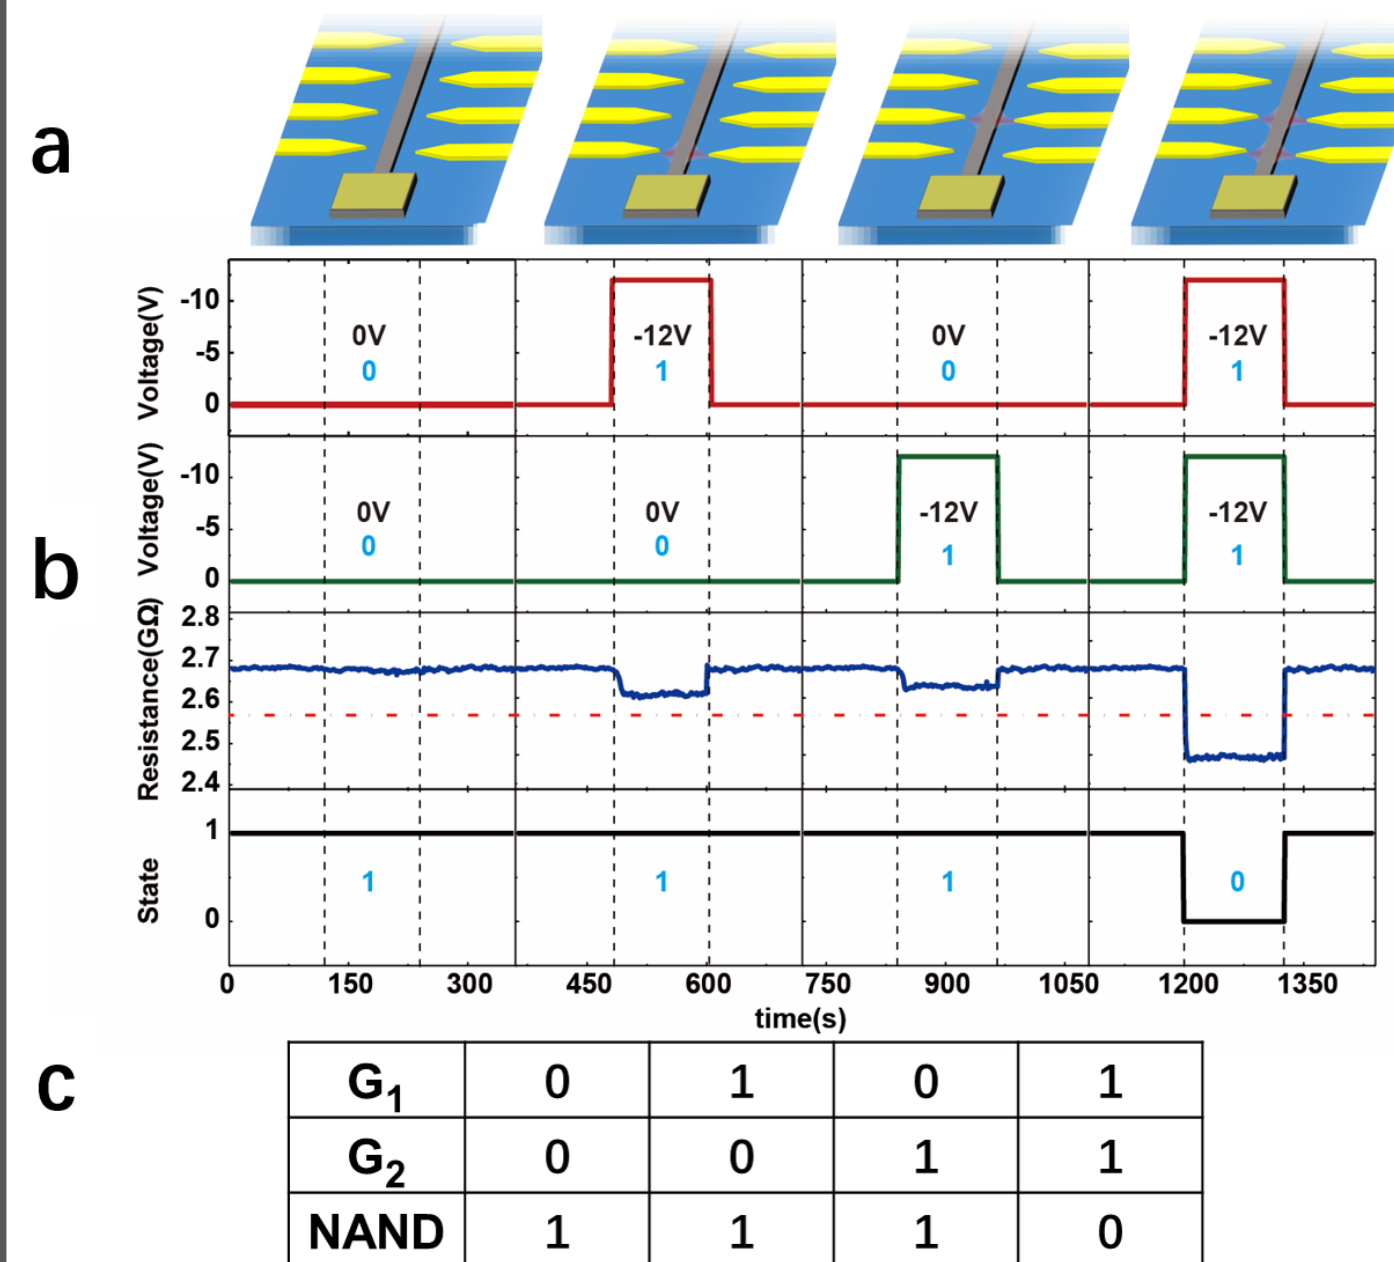 a
b
c
Voltage(V)
-10
-5
0
0V
0
-12V
1
0V
0
-12V
1
Voltage(V)
-10
-5
0
0V
0
0V
0
-12V
1
-12V
1
Resistance(GΩ)
2.8
2.7
2.6
2.5
2.4
State
1
0
1
1
1
0
0 150 300 450 600 750 900 1050 1200 1350
time(s)
G1 0 1 0 1
G2 0 0 1 1
NAND 1 1 1 0